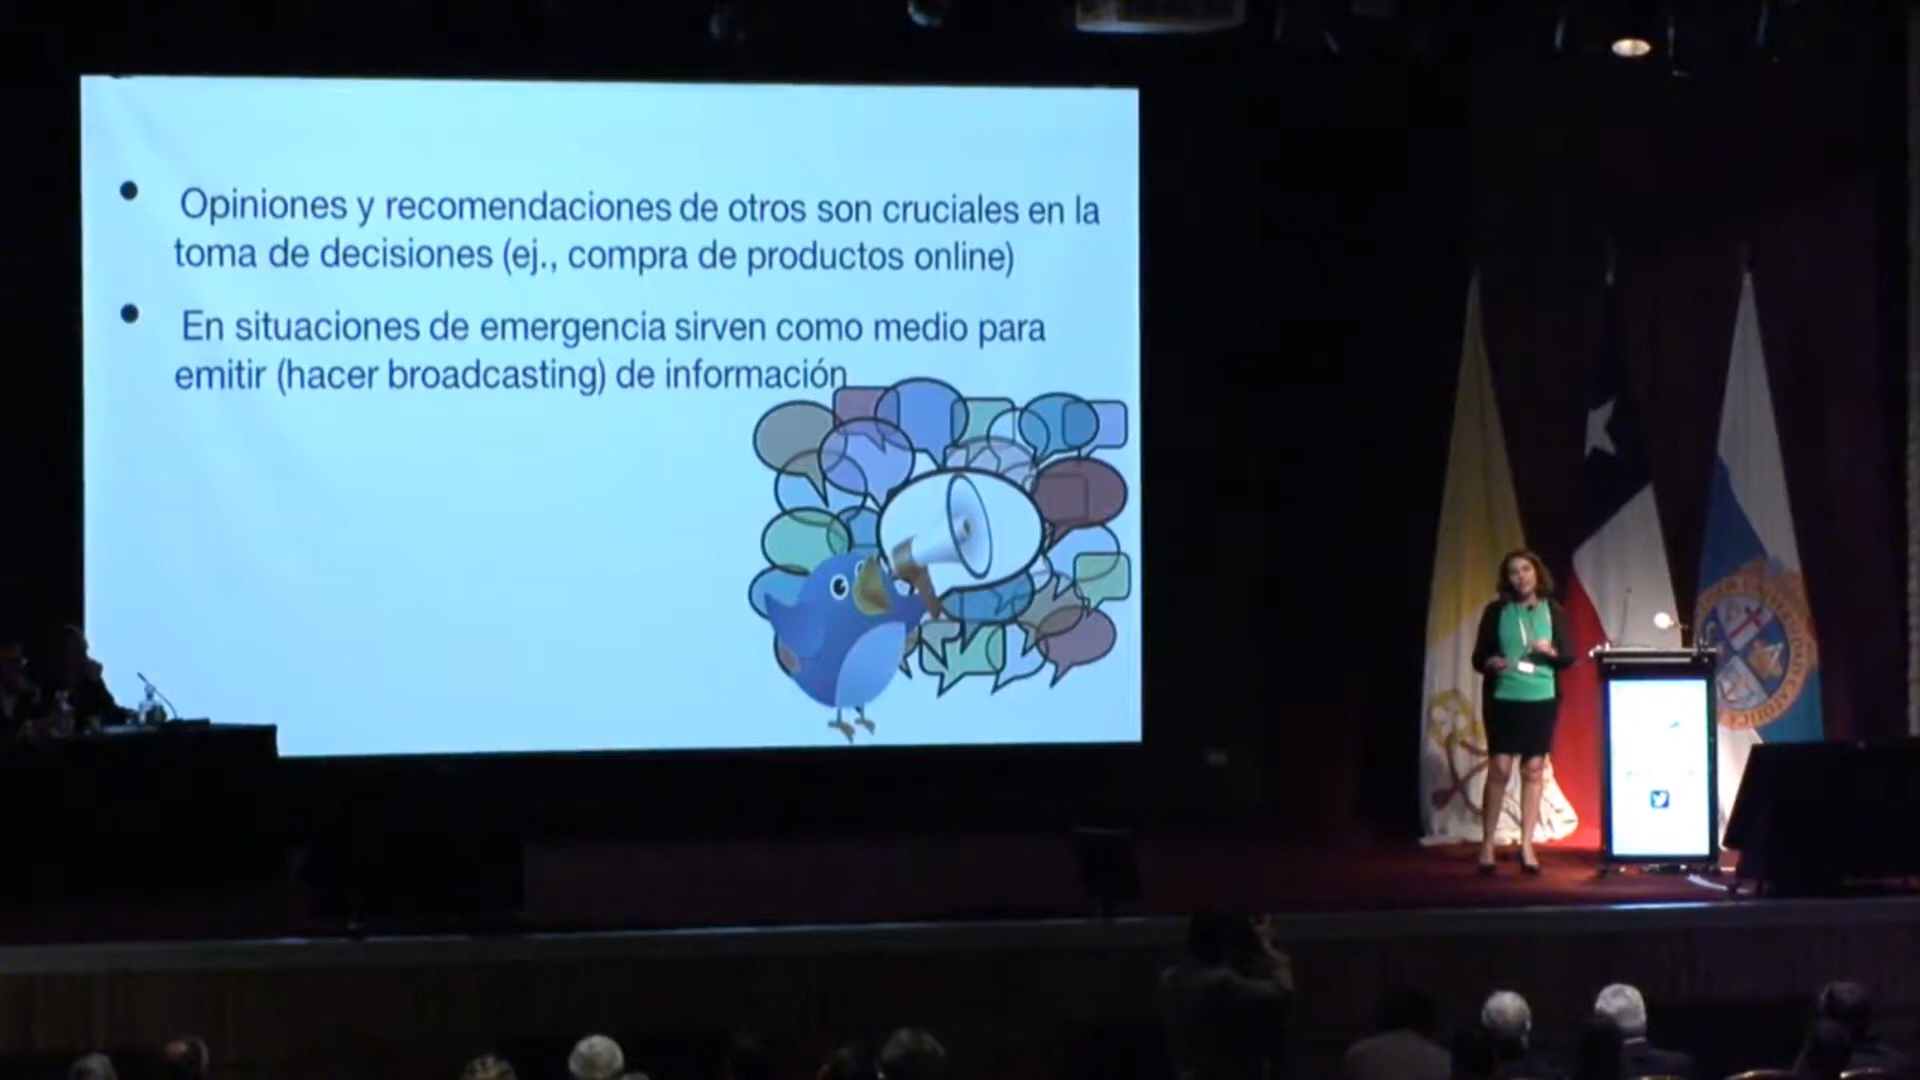 Opiniones y recomendaciones de otros son cruciales en la
toma de decisiones (ej., compra de productos online)
En situaciones de emergencia sirven como medio para
emitir (hacer broadcasting) de información